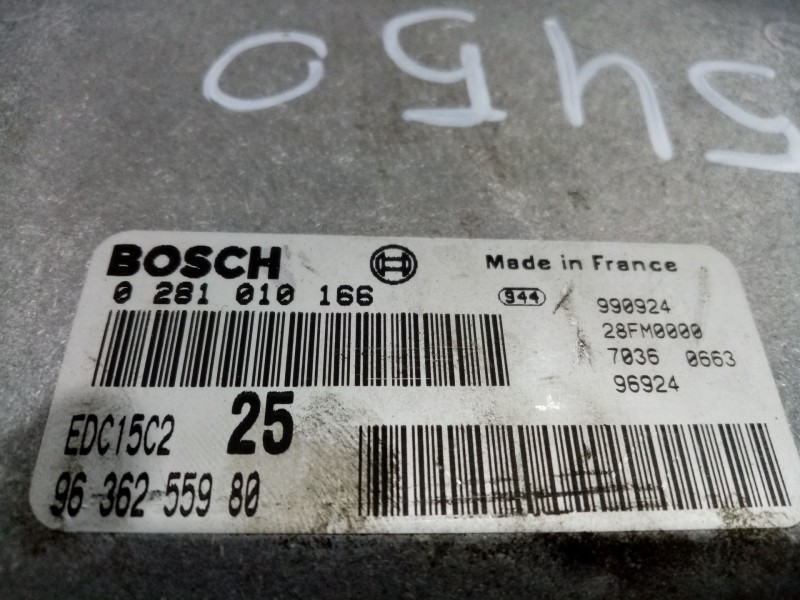 0545
BOSCH Made in France
0 281 010 166 944 990924
28FM0000
7036 0663
96924
EDC15C2 25
96 362 559 80